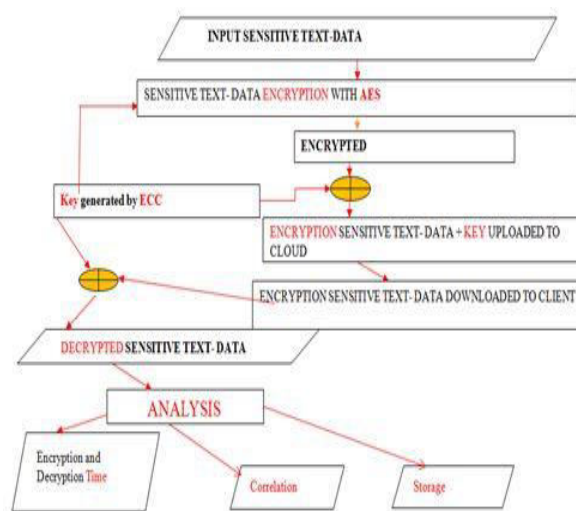 INPUT SENSITIVE TEXT-DATA
SENSITIVE TEXT- DATA ENCRYPTION WITH AES
ENCRYPTED
Key generated by ECC
ENCRYPTION SENSITIVE TEXT- DATA + KEY UPLOADED TO
CLOUD
ENCRYPTION SENSITIVE TEXT- DATA DOWNLOADED TO CLIENT
DECRYPTED SENSITIVE TEXT- DATA
ANALYSIS
Encryption and
Decryption Time
Correlation
Storage